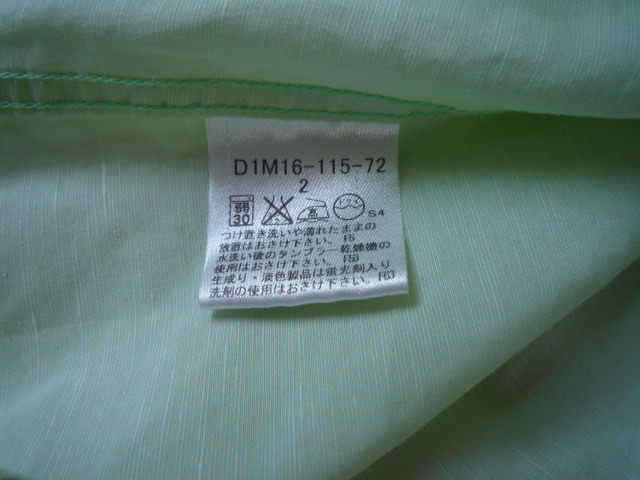 D1M16-115-72
2
弱
30
高
S4
つけ置き洗いや濡れたままの
放置はおさけ下さい。F5
水洗い後のタンブラー乾燥機の
使用はおさけ下さい。F53
生成り・淡色製品は蛍光剤入り
洗剤の使用はおさけ下さい。F63